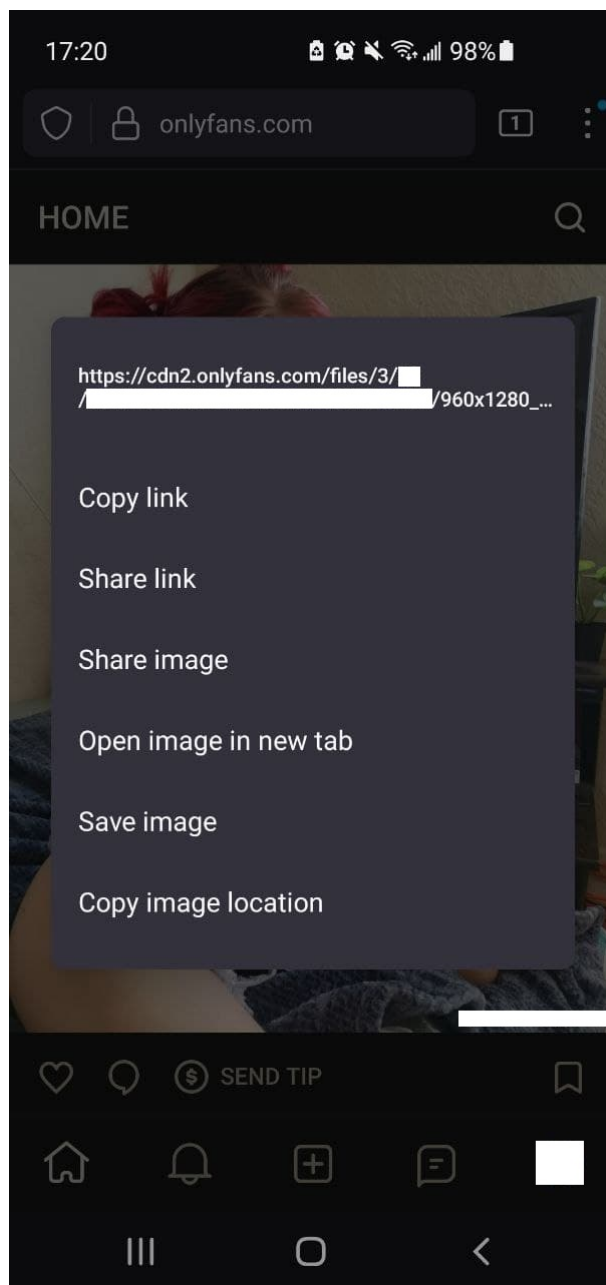 17:20 98%
onlyfans.com 1
HOME
https://cdn2.onlyfans.com/files/3/
/ /960x1280_...
Copy link
Share link
Share image
Open image in new tab
Save image
Copy image location
$ SEND TIP